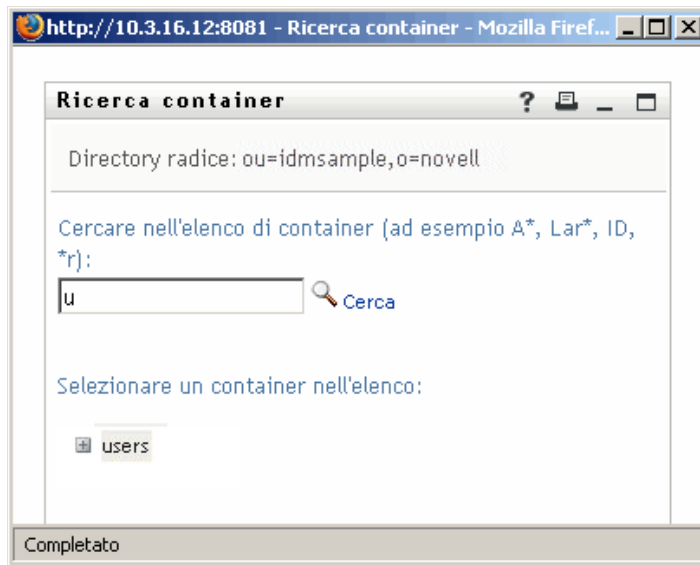 http://10.3.16.12:8081 - Ricerca container - Mozilla Firef...
Ricerca container
Directory radice: ou=idmsample,o=novell
Cercare nell'elenco di container (ad esempio A*, Lar*, ID,
*r):
u
Cerca
Selezionare un container nell'elenco:
users
Completato